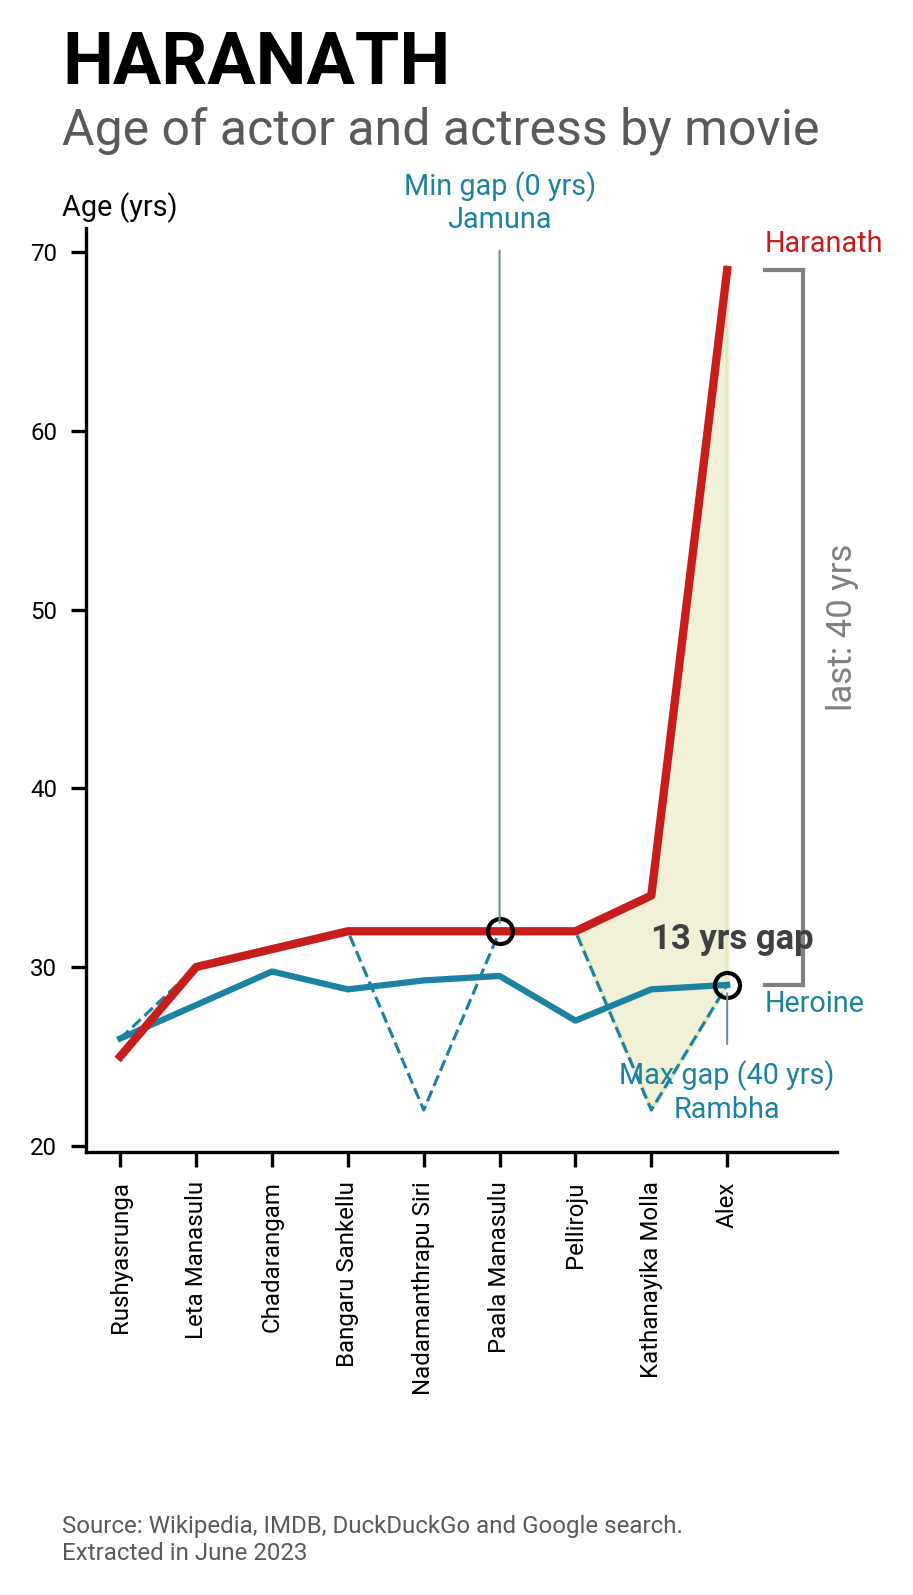 HARANATH
Age of actor and actress by movie
Min gap (0 yrs)
Jamuna
Age (yrs)
Haranath
70
60
50
40
30
20
last: 40 yrs
13 yrs gap
Heroine
Max gap (40 yrs)
Rambha
Rushyasrunga
Leta Manasulu
Chadarangam
Bangaru Sankellu
Nadamanthrapu Siri
Paala Manasulu
Pelliroju
Kathanayika Molla
Alex
Source: Wikipedia, IMDB, DuckDuckGo and Google search.
Extracted in June 2023